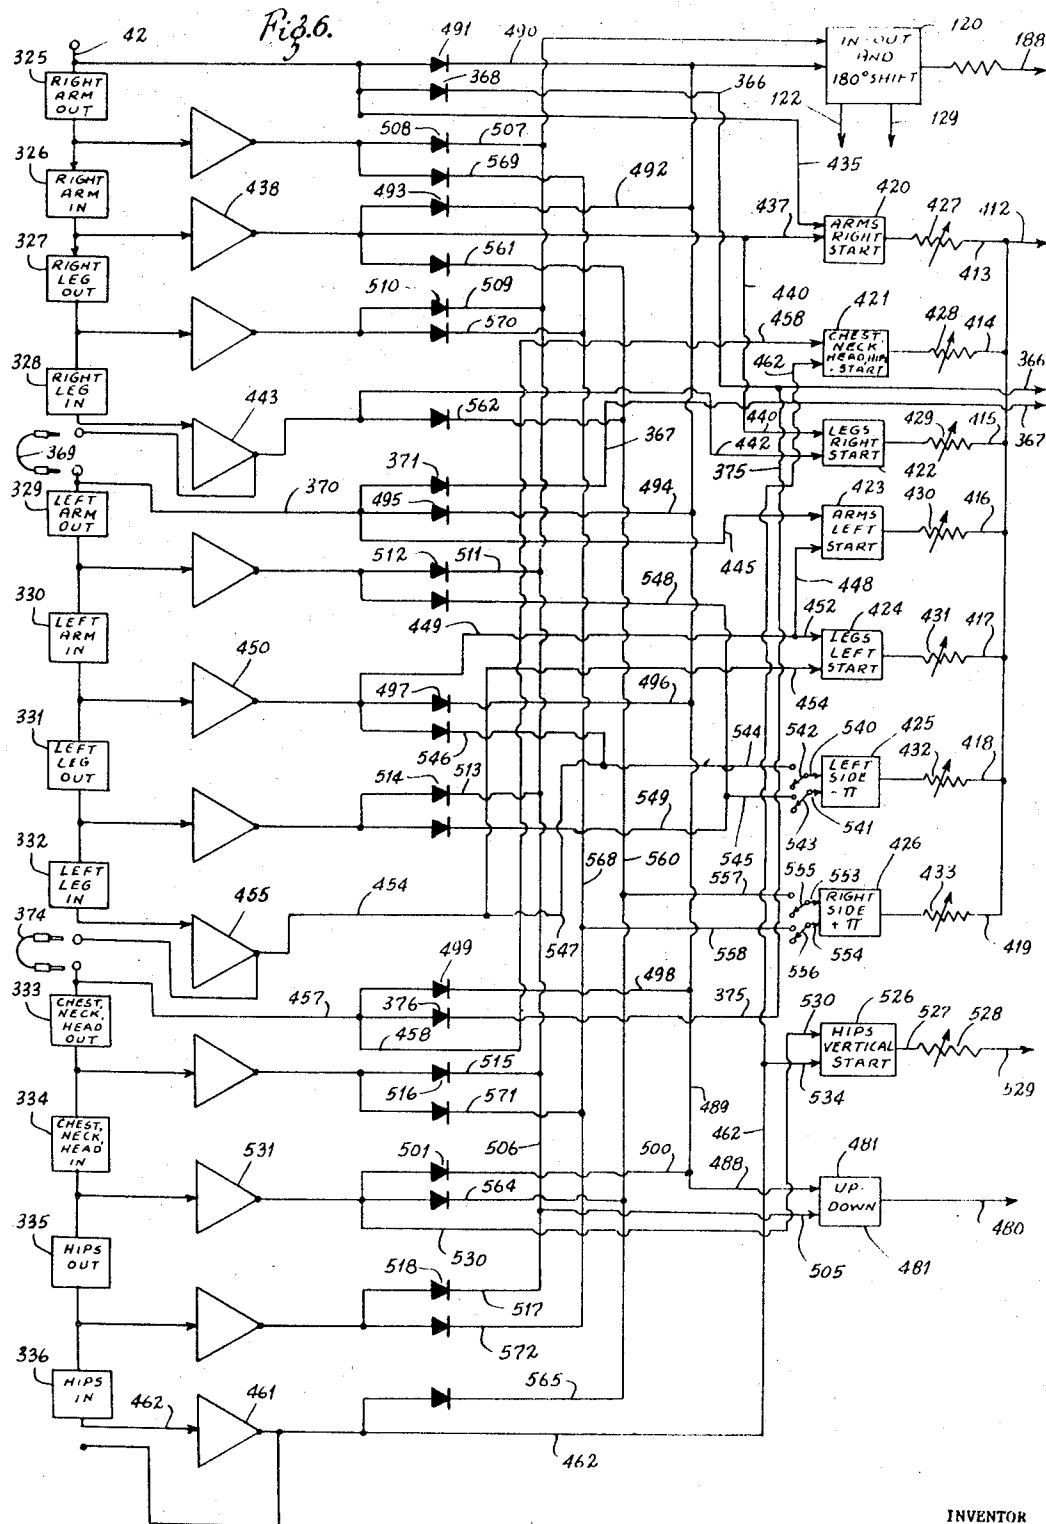 Fig. 6.
42
325
RIGHT
ARM
OUT
491
490
368
366
IN-OUT
AND
180° SHIFT
120
188
122
129
435
326
RIGHT
ARM
IN
508
507
569
438
493
492
437
420
ARMS
RIGHT
START
427
412
413
327
RIGHT
LEG
OUT
561
510
509
570
440
458
421
CHEST,
NECK
HEAD, HIPS
START
428
414
462
328
RIGHT
LEG
IN
366
443
562
367
440
442
375
LEGS
RIGHT
START
422
429
415
367
369
329
LEFT
ARM
OUT
370
371
495
494
423
ARMS
LEFT
START
430
416
445
448
512
511
548
330
LEFT
ARM
IN
449
452
424
LEGS
LEFT
START
431
417
454
450
497
496
546
331
LEFT
LEG
OUT
544
542
540
425
LEFT
SIDE
- π
432
418
543
541
514
513
549
545
332
LEFT
LEG
IN
568
560
557
555
553
426
RIGHT
SIDE
+ π
433
419
556
554
558
547
454
455
374
333
CHEST,
NECK,
HEAD
OUT
457
499
498
376
375
458
530
526
HIPS
VERTICAL
START
527
528
529
534
515
516
571
489
462
334
CHEST,
NECK,
HEAD
IN
506
531
501
500
488
481
UP-
DOWN
480
481
505
564
530
335
HIPS
OUT
518
517
572
336
HIPS
IN
462
461
565
462
INVENTOR